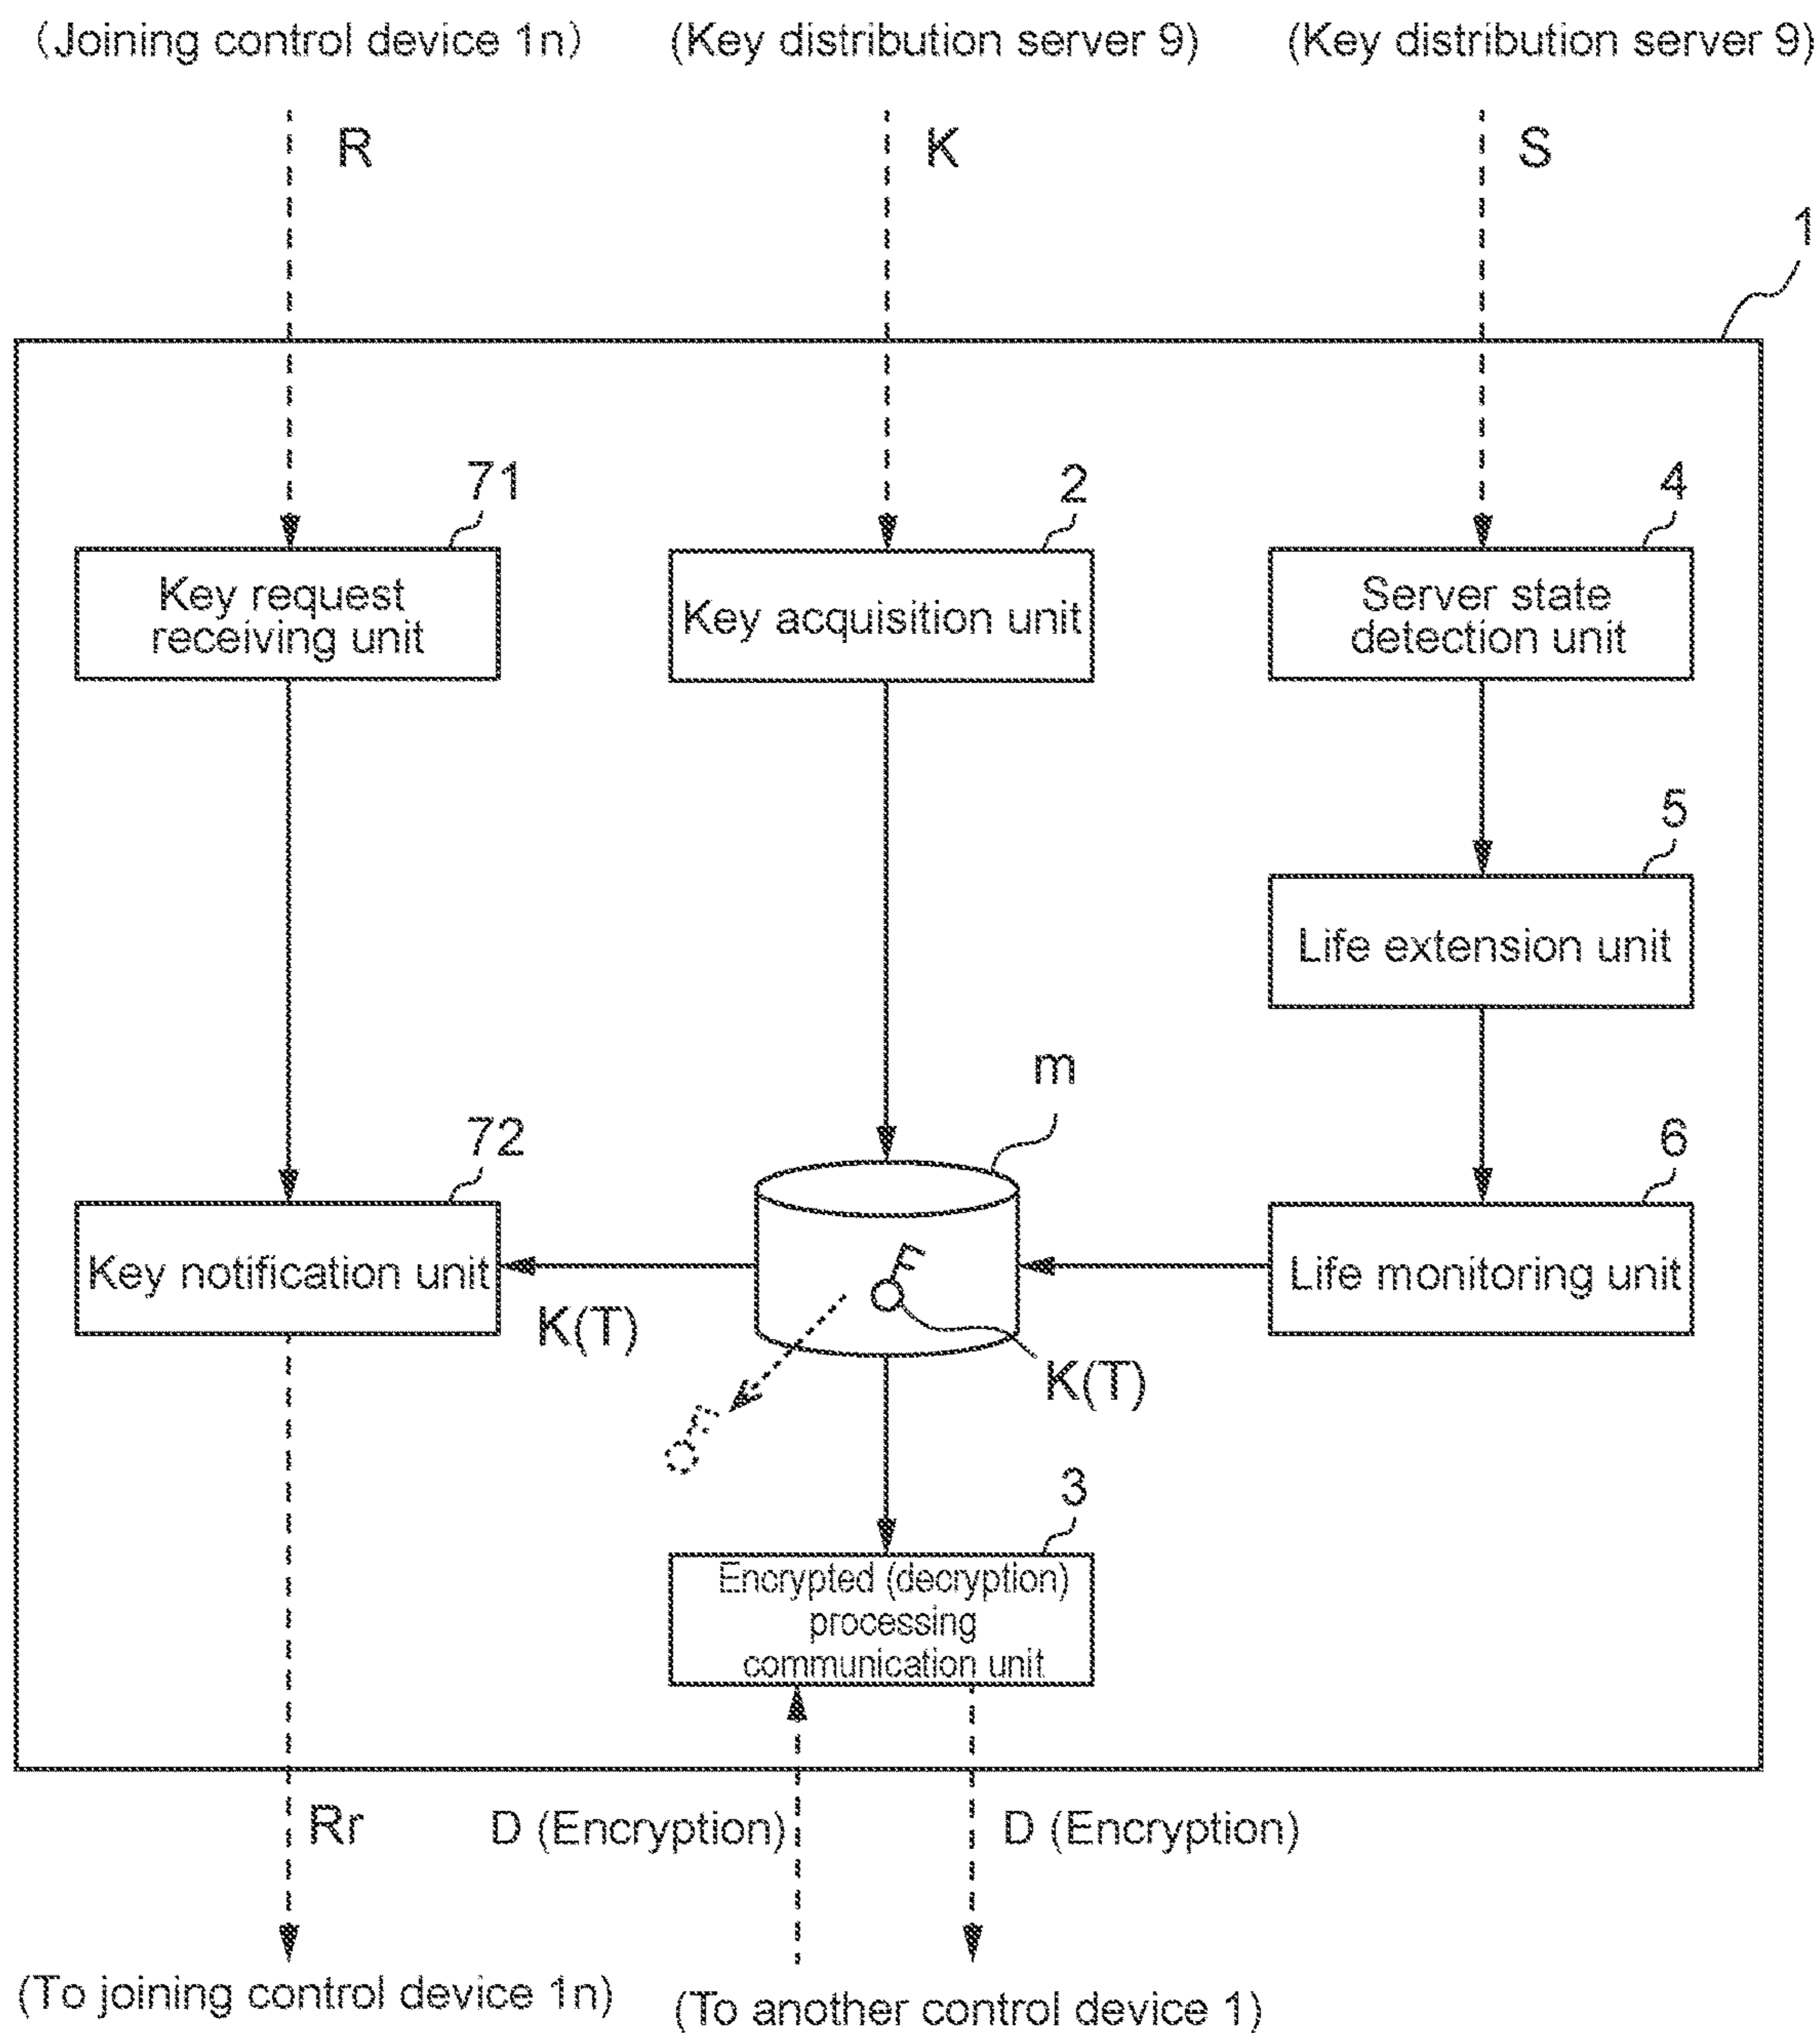 (Joining control device 1n)
(Key distribution server 9)
(Key distribution server 9)
R
K
S
1
71
2
4
Key request
receiving unit
Key acquisition unit
Server state
detection unit
5
Life extension unit
m
72
6
Key notification unit
Life monitoring unit
K(T)
K(T)
3
Encrypted (decryption)
processing
communication unit
Rr
D (Encryption)
D (Encryption)
(To joining control device 1n)
(To another control device 1)